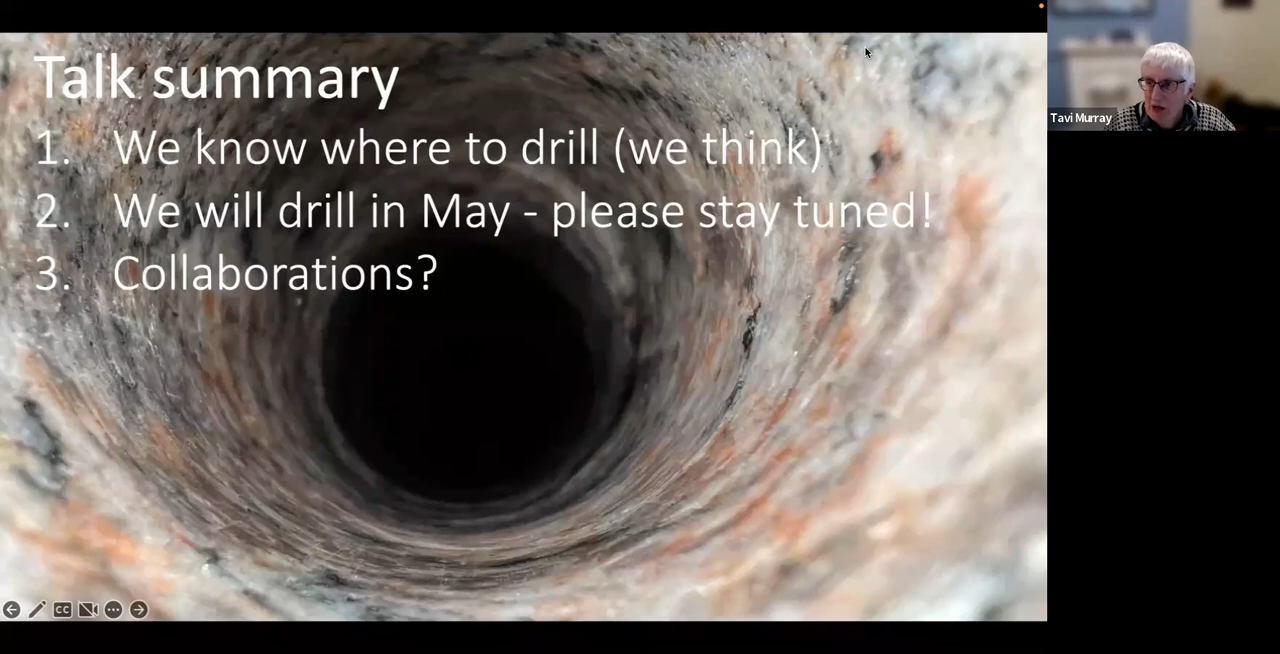 Talk summary
1. We know where to drill (we think)
2. We will drill in May - please stay tuned!
3. Collaborations?
Tavi Murray
CC